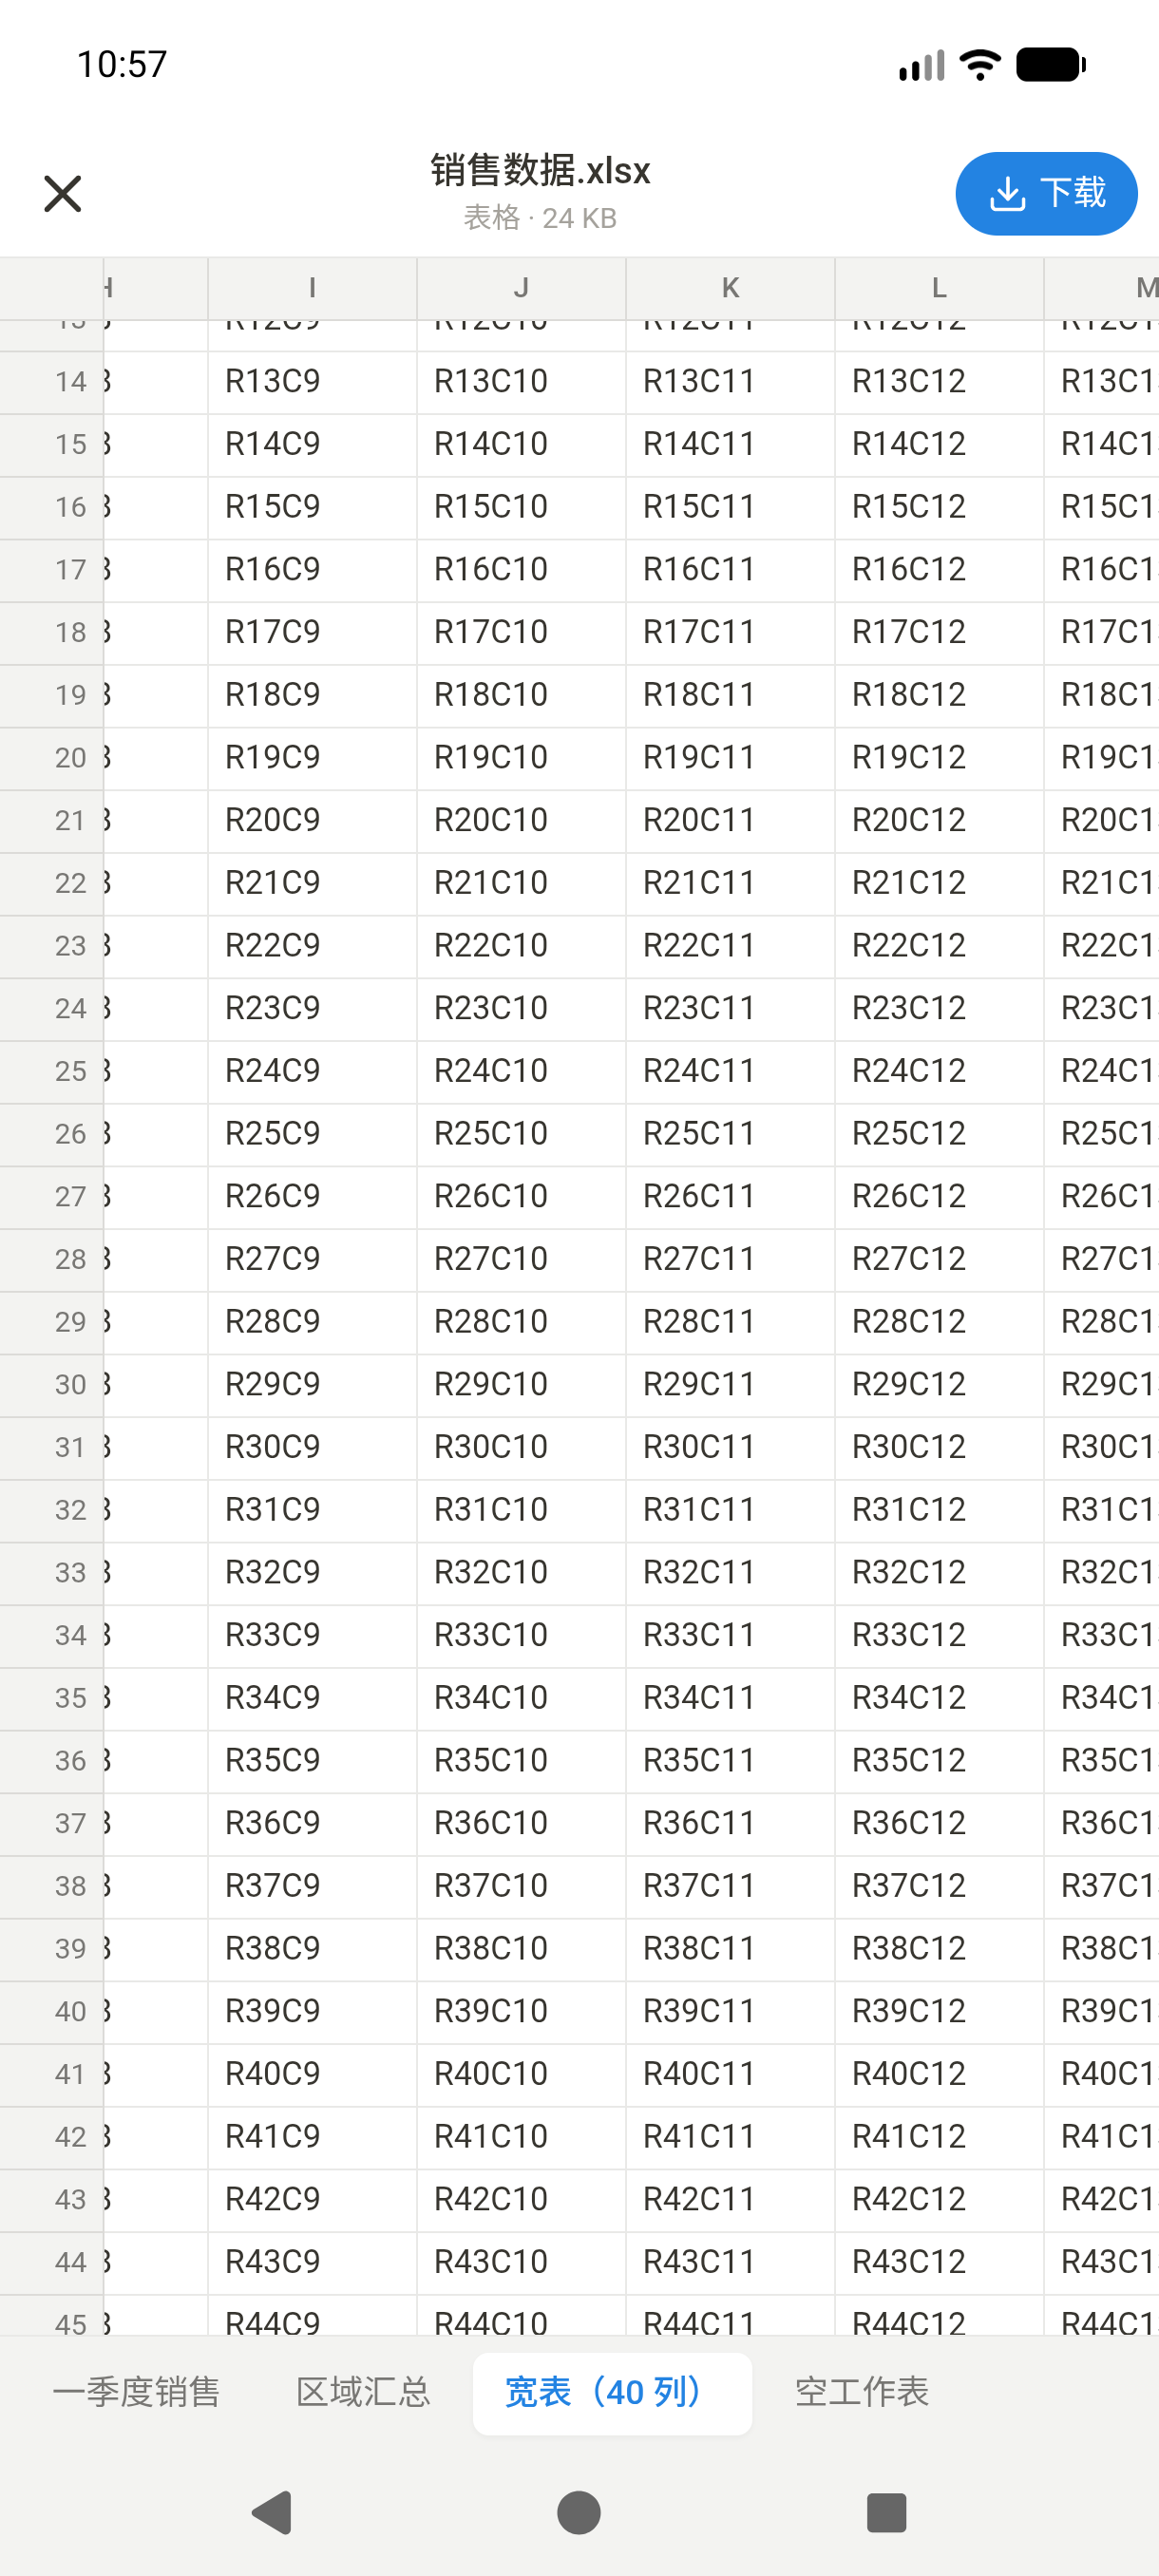 10:57
销售数据.xlsx
下载
表格 · 24 KB
I J K L M
14 R13C9 R13C10 R13C11 R13C12
15 R14C9 R14C10 R14C11 R14C12
16 R15C9 R15C10 R15C11 R15C12
17 R16C9 R16C10 R16C11 R16C12
18 R17C9 R17C10 R17C11 R17C12
19 R18C9 R18C10 R18C11 R18C12
20 R19C9 R19C10 R19C11 R19C12
21 R20C9 R20C10 R20C11 R20C12
22 R21C9 R21C10 R21C11 R21C12
23 R22C9 R22C10 R22C11 R22C12
24 R23C9 R23C10 R23C11 R23C12
25 R24C9 R24C10 R24C11 R24C12
26 R25C9 R25C10 R25C11 R25C12
27 R26C9 R26C10 R26C11 R26C12
28 R27C9 R27C10 R27C11 R27C12
29 R28C9 R28C10 R28C11 R28C12
30 R29C9 R29C10 R29C11 R29C12
31 R30C9 R30C10 R30C11 R30C12
32 R31C9 R31C10 R31C11 R31C12
33 R32C9 R32C10 R32C11 R32C12
34 R33C9 R33C10 R33C11 R33C12
35 R34C9 R34C10 R34C11 R34C12
36 R35C9 R35C10 R35C11 R35C12
37 R36C9 R36C10 R36C11 R36C12
38 R37C9 R37C10 R37C11 R37C12
39 R38C9 R38C10 R38C11 R38C12
40 R39C9 R39C10 R39C11 R39C12
41 R40C9 R40C10 R40C11 R40C12
42 R41C9 R41C10 R41C11 R41C12
43 R42C9 R42C10 R42C11 R42C12
44 R43C9 R43C10 R43C11 R43C12
45 R44C9 R44C10 R44C11 R44C12
一季度销售 区域汇总 宽表（40 列） 空工作表